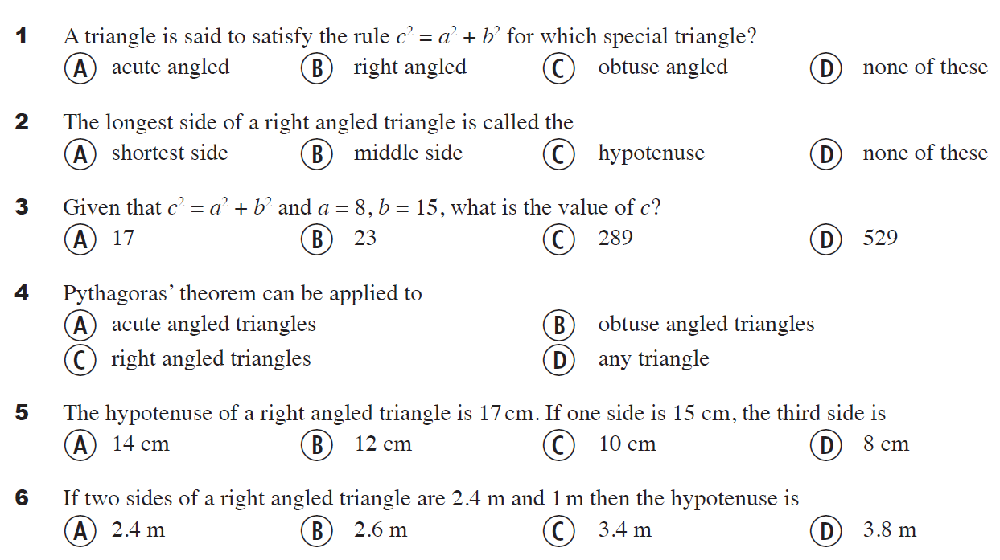 1 A triangle is said to satisfy the rule c² = a² + b² for which special triangle?
A acute angled B right angled C obtuse angled D none of these
2 The longest side of a right angled triangle is called the
A shortest side B middle side C hypotenuse D none of these
3 Given that c² = a² + b² and a = 8, b = 15, what is the value of c?
A 17 B 23 C 289 D 529
4 Pythagoras’ theorem can be applied to
A acute angled triangles B obtuse angled triangles
C right angled triangles D any triangle
5 The hypotenuse of a right angled triangle is 17 cm. If one side is 15 cm, the third side is
A 14 cm B 12 cm C 10 cm D 8 cm
6 If two sides of a right angled triangle are 2.4 m and 1 m then the hypotenuse is
A 2.4 m B 2.6 m C 3.4 m D 3.8 m